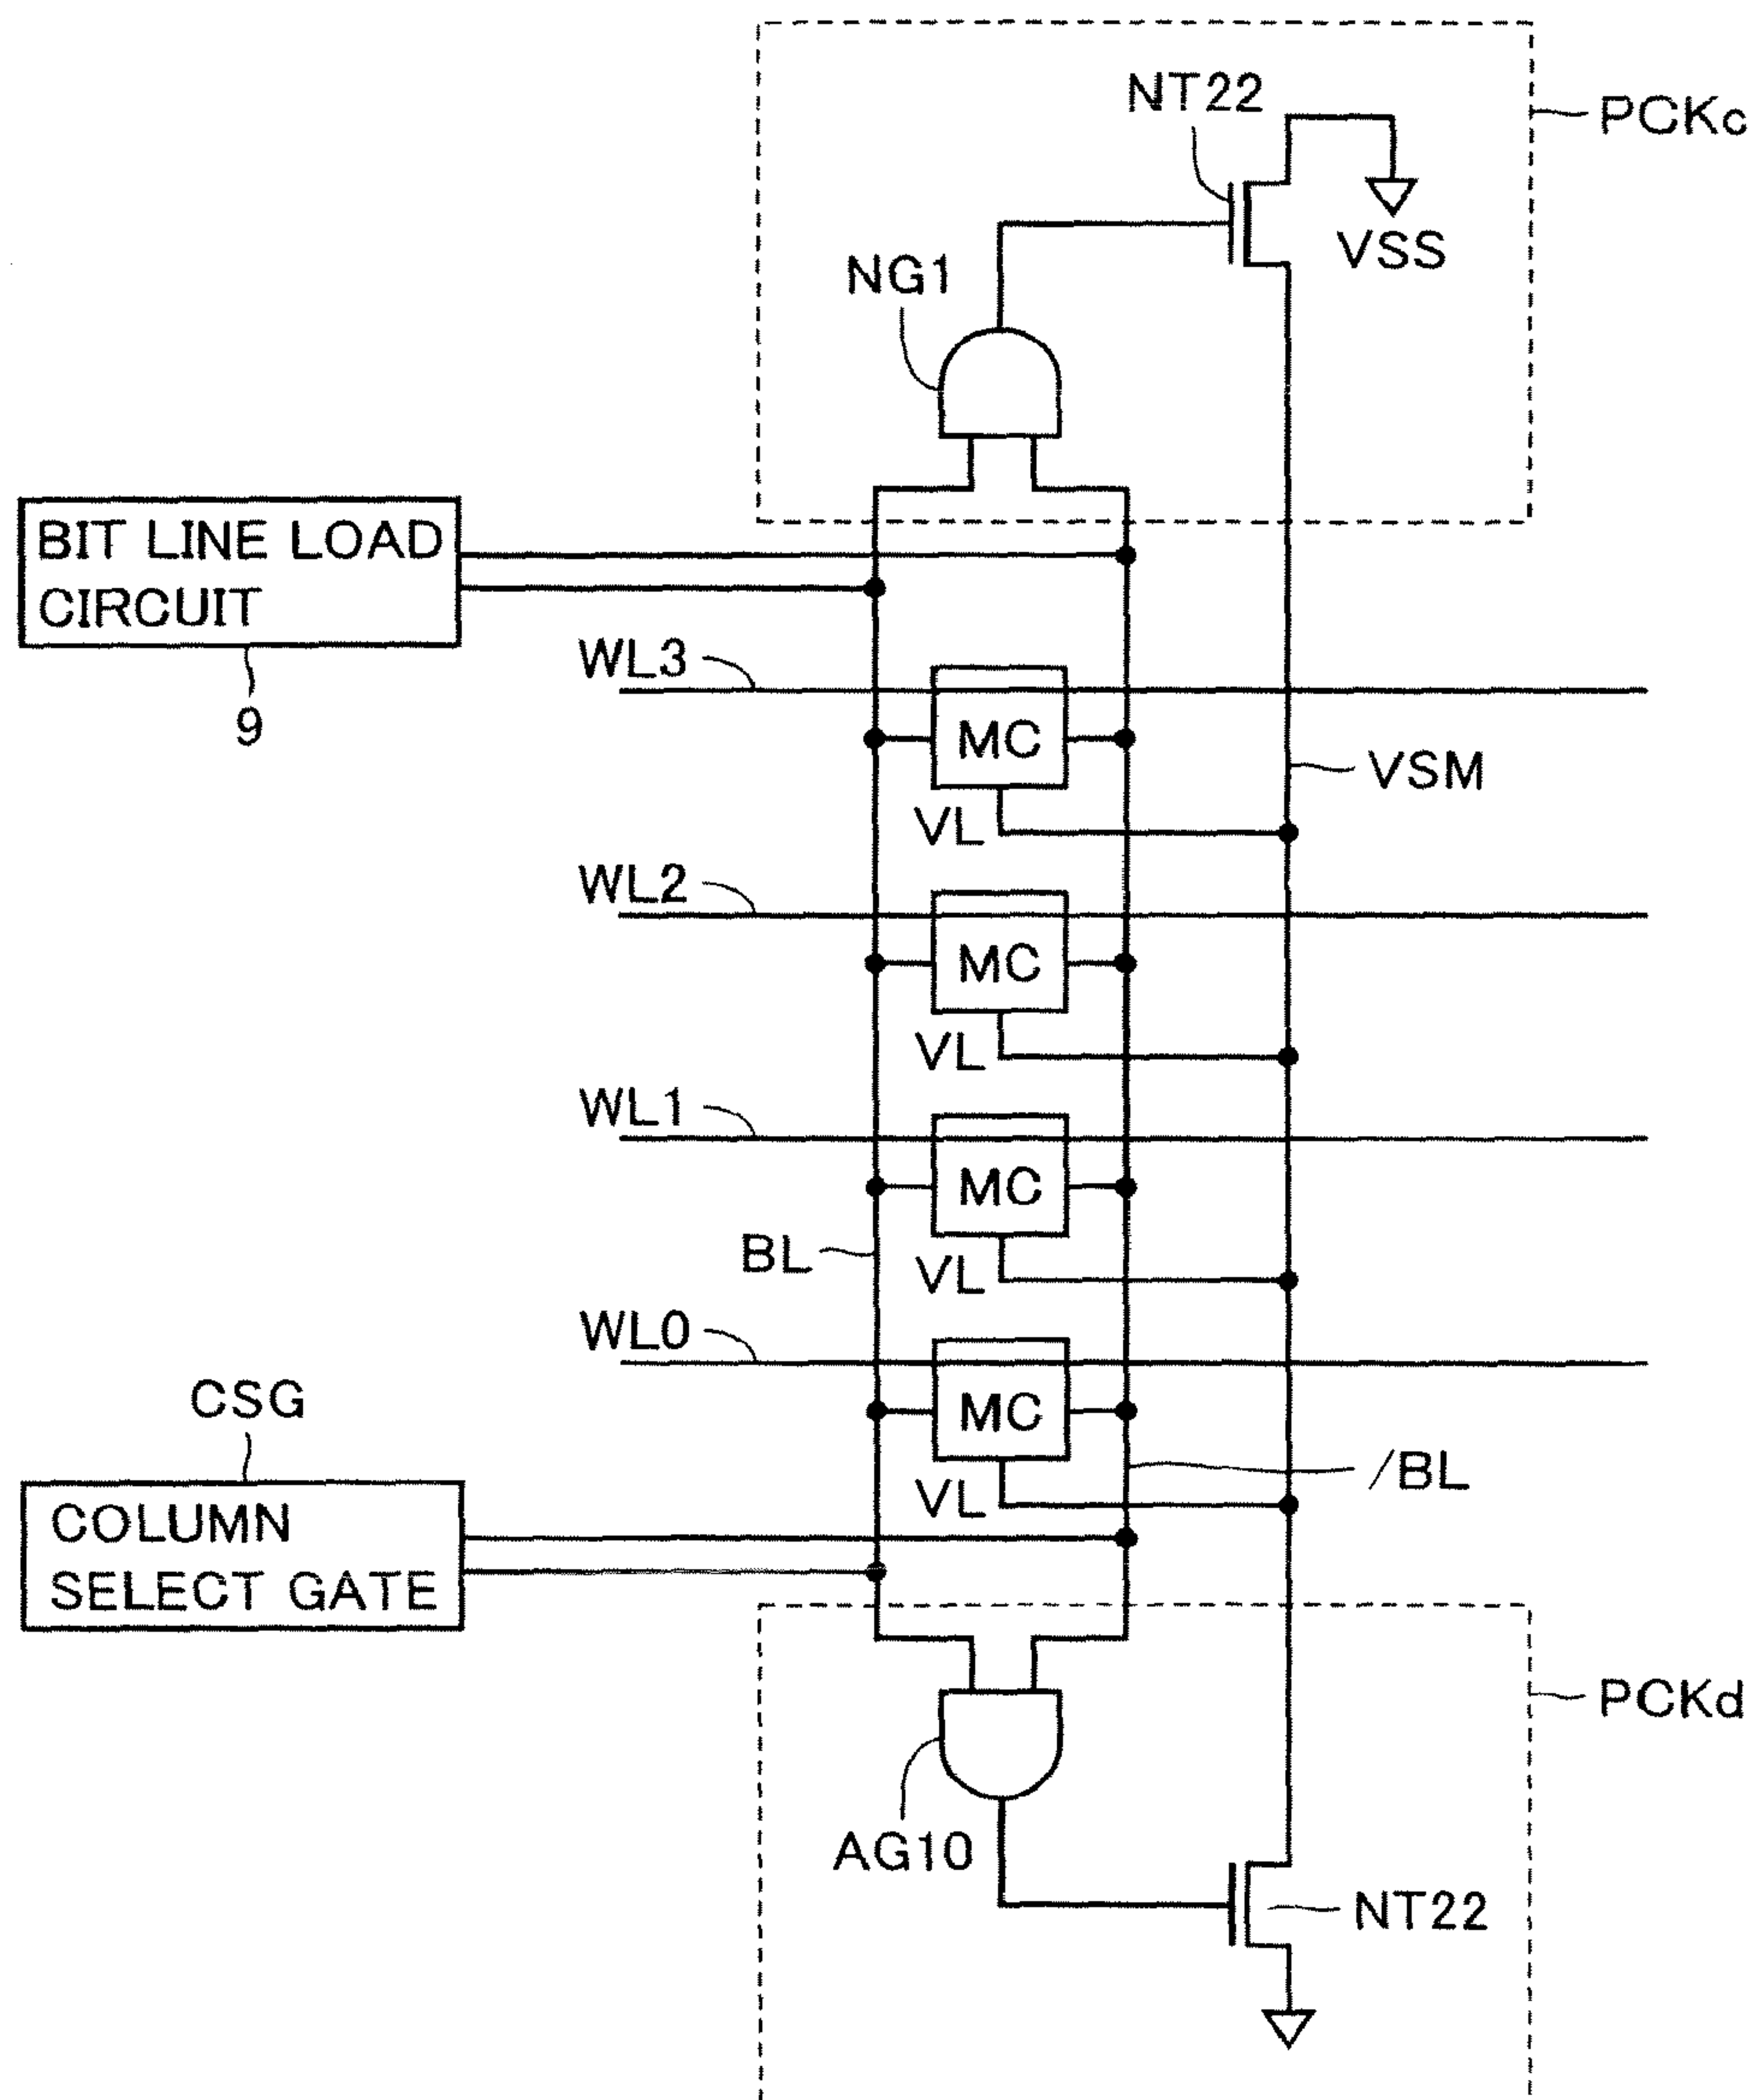 NT22
PCKc
VSS
NG1
BIT LINE LOAD
CIRCUIT
9
WL3
MC
VSM
VL
WL2
MC
VL
WL1
MC
BL
VL
WL0
CSG
MC
/BL
VL
COLUMN
SELECT GATE
PCKd
AG10
NT22